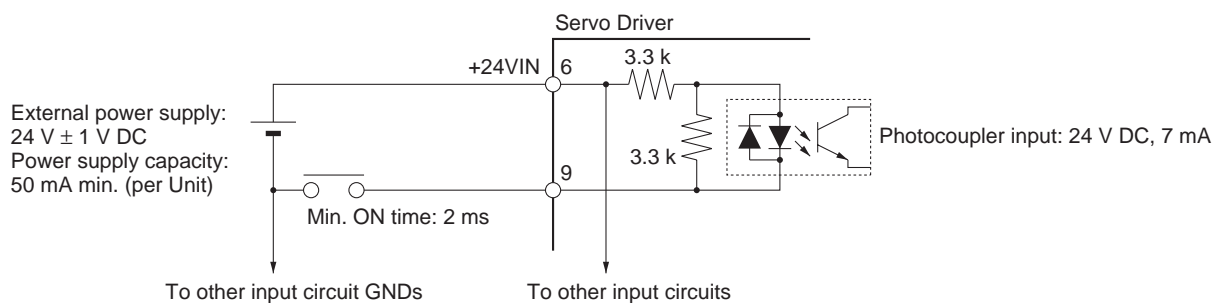 Servo Driver
3.3 k
+24VIN
6
External power supply:
24 V ± 1 V DC
Power supply capacity:
50 mA min. (per Unit)
3.3 k
Photocoupler input: 24 V DC, 7 mA
9
Min. ON time: 2 ms
To other input circuit GNDs
To other input circuits